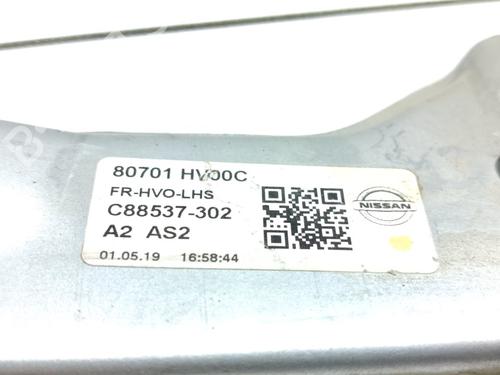 80701 HV00C
FR-HVO-LHS
C88537-302
A2 AS2
01.05.19 16:58:44
NISSAN